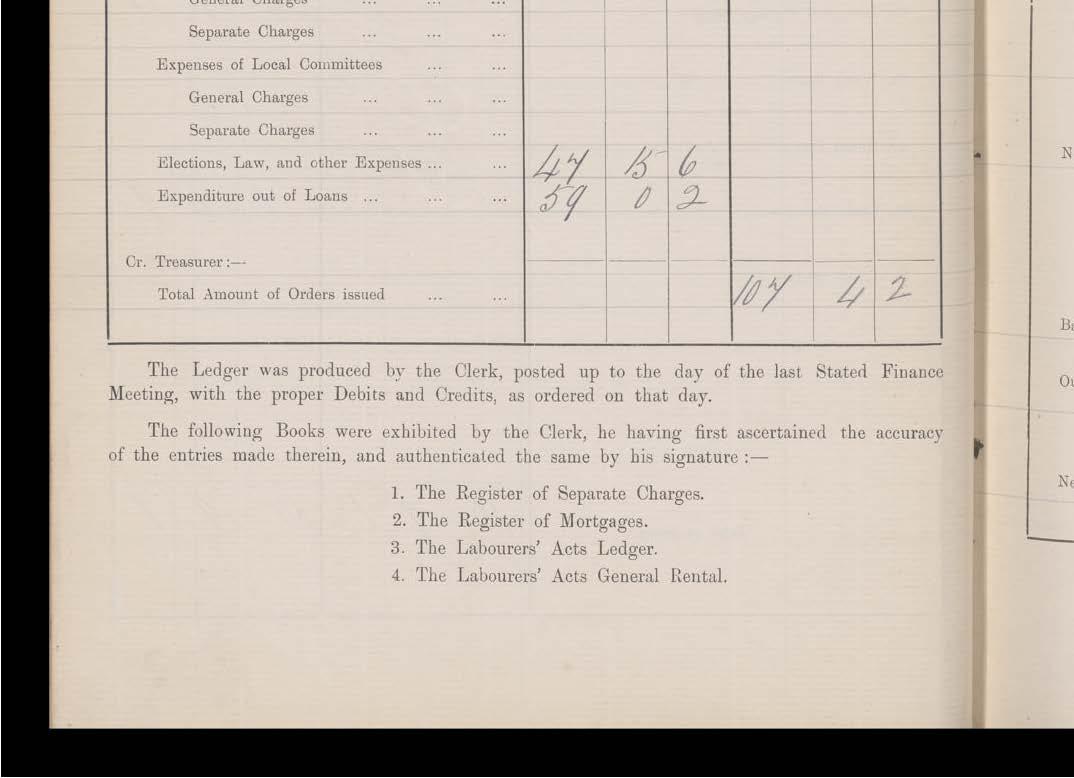 General Charges ... ... ...
Separate Charges ... ... ...
Expenses of Local Committees ... ...
General Charges ... ... ...
Separate Charges ... ... ...
Elections, Law, and other Expenses ... ... 47 15 6
Expenditure out of Loans ... ... ... 59 0 2
Cr. Treasurer :—
Total Amount of Orders issued ... ... 107 4 2
The Ledger was produced by the Clerk, posted up to the day of the last Stated Finance
Meeting, with the proper Debits and Credits, as ordered on that day.
The following Books were exhibited by the Clerk, he having first ascertained the accuracy
of the entries made therein, and authenticated the same by his signature :—
1. The Register of Separate Charges.
2. The Register of Mortgages.
3. The Labourers' Acts Ledger.
4. The Labourers' Acts General Rental.